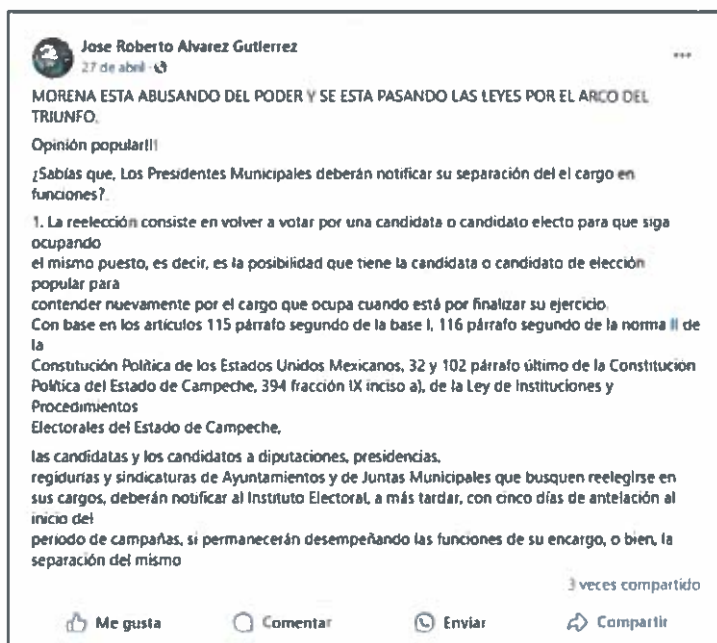 Jose Roberto Alvarez Gutierrez
27 de abril
MORENA ESTA ABUSANDO DEL PODER Y SE ESTA PASANDO LAS LEYES POR EL ARCO DEL
TRIUNFO.
Opinión popular!!!
¿Sabías que, Los Presidentes Municipales deberán notificar su separación del el cargo en
funciones?
1. La reelección consiste en volver a votar por una candidata o candidato electo para que siga
ocupando
el mismo puesto, es decir, es la posibilidad que tiene la candidata o candidato de elección
popular para
contender nuevamente por el cargo que ocupa cuando está por finalizar su ejercicio.
Con base en los artículos 115 párrafo segundo de la base I, 116 párrafo segundo de la norma II de
la
Constitución Política de los Estados Unidos Mexicanos, 32 y 102 párrafo último de la Constitución
Política del Estado de Campeche, 394 fracción IX inciso a), de la Ley de Instituciones y
Procedimientos
Electorales del Estado de Campeche,
las candidatas y los candidatos a diputaciones, presidencias,
regidurías y sindicaturas de Ayuntamientos y de Juntas Municipales que busquen reelegirse en
sus cargos, deberán notificar al Instituto Electoral, a más tardar, con cinco días de antelación al
inicio del
periodo de campañas, si permanecerán desempeñando las funciones de su encargo, o bien, la
separación del mismo
3 veces compartido
Me gusta Comentar Enviar Compartir